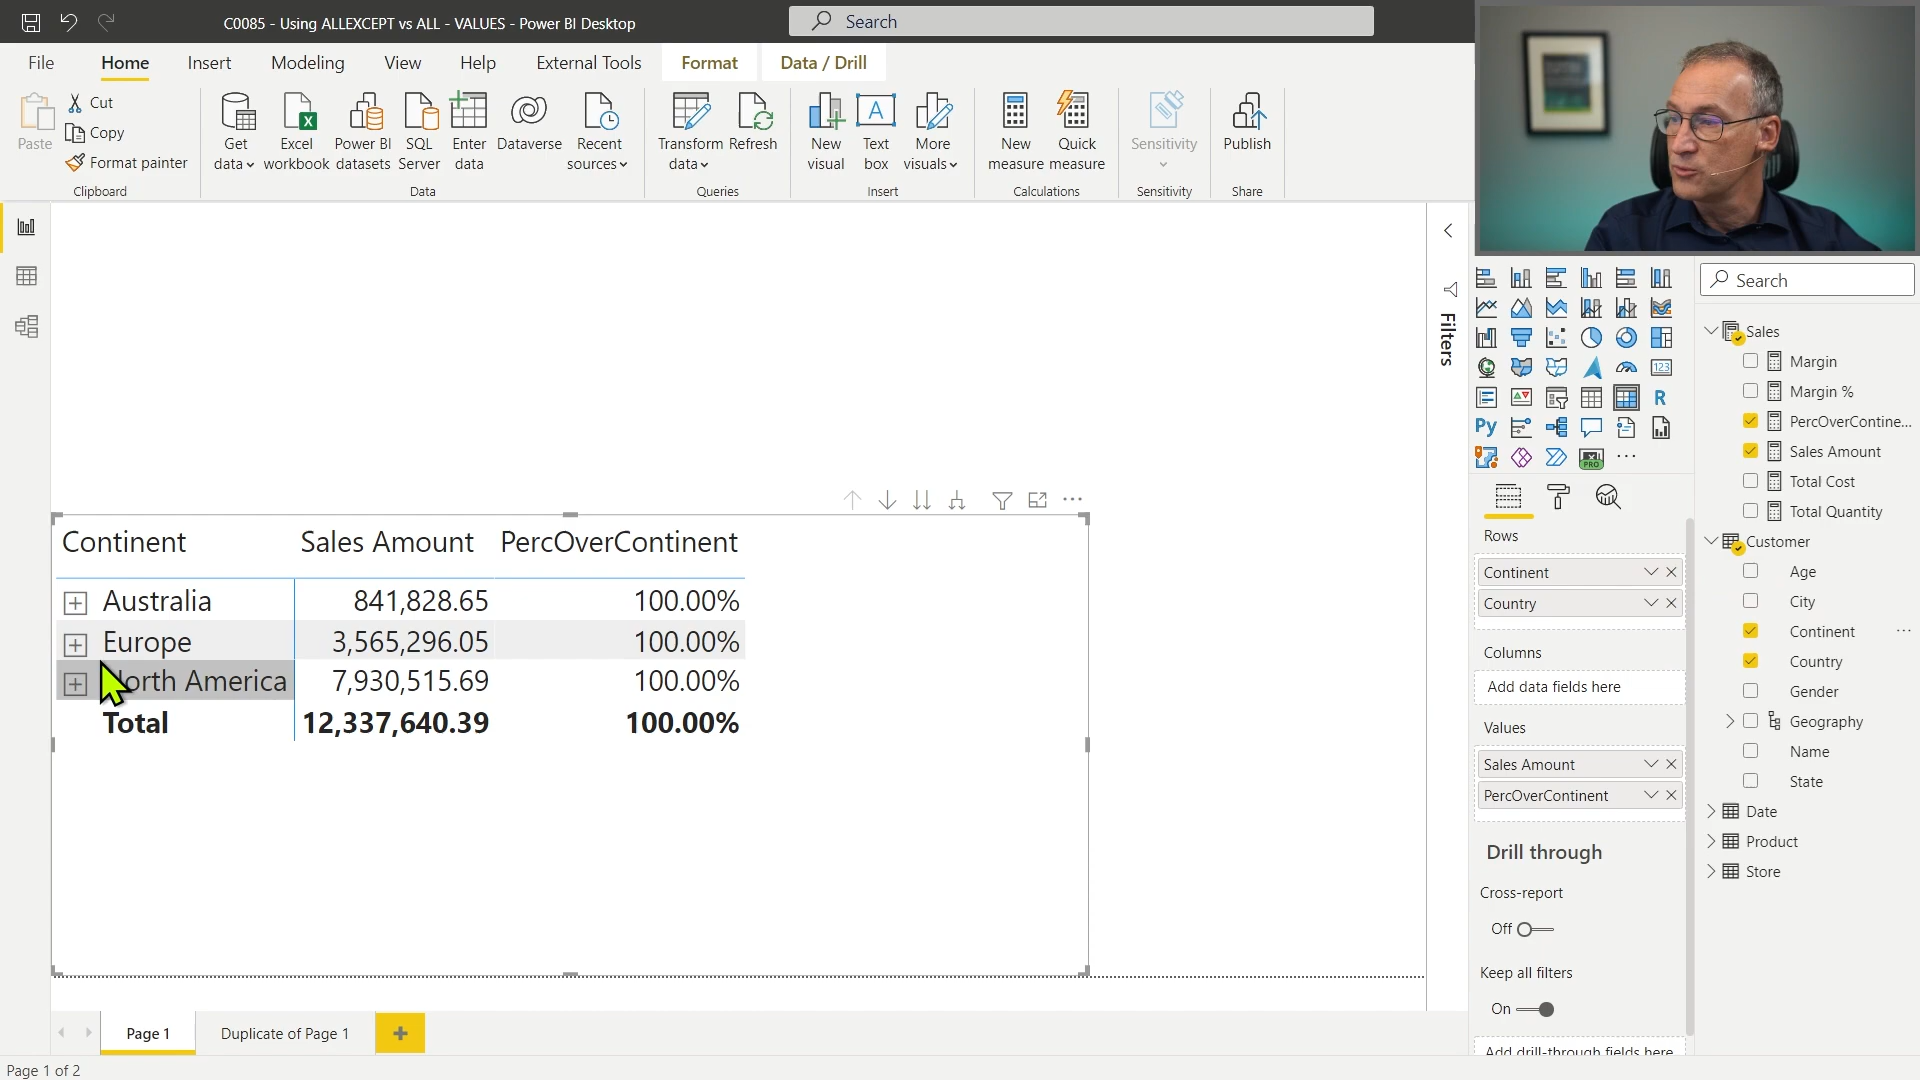 C0085 - Using ALLEXCEPT vs ALL - VALUES - Power BI Desktop
Search
File
Home
Insert
Modeling
View
Help
External Tools
Format
Data / Drill
Paste
Cut
Copy
Format painter
Clipboard
Get data
Excel workbook
Power BI datasets
SQL Server
Enter data
Dataverse
Recent sources
Data
Transform data
Refresh
Queries
New visual
Text box
More visuals
Insert
New measure
Quick measure
Calculations
Sensitivity
Sensitivity
Publish
Share
Filters
Continent Sales Amount PercOverContinent
Australia 841,828.65 100.00%
Europe 3,565,296.05 100.00%
North America 7,930,515.69 100.00%
Total 12,337,640.39 100.00%
123
R
Py
PRO
Rows
Continent
Country
Columns
Add data fields here
Values
Sales Amount
PercOverContinent
Drill through
Cross-report
Off
Keep all filters
On
Add drill-through fields here
Search
Sales
Margin
Margin %
PercOverContine...
Sales Amount
Total Cost
Total Quantity
Customer
Age
City
Continent
Country
Gender
Geography
Name
State
Date
Product
Store
Page 1
Duplicate of Page 1
Page 1 of 2